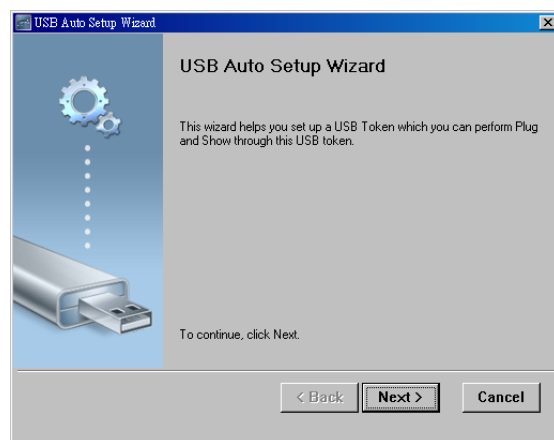 USB Auto Setup Wizard
USB Auto Setup Wizard
This wizard helps you set up a USB Token which you can perform Plug
and Show through this USB token.
To continue, click Next.
< Back
Next >
Cancel